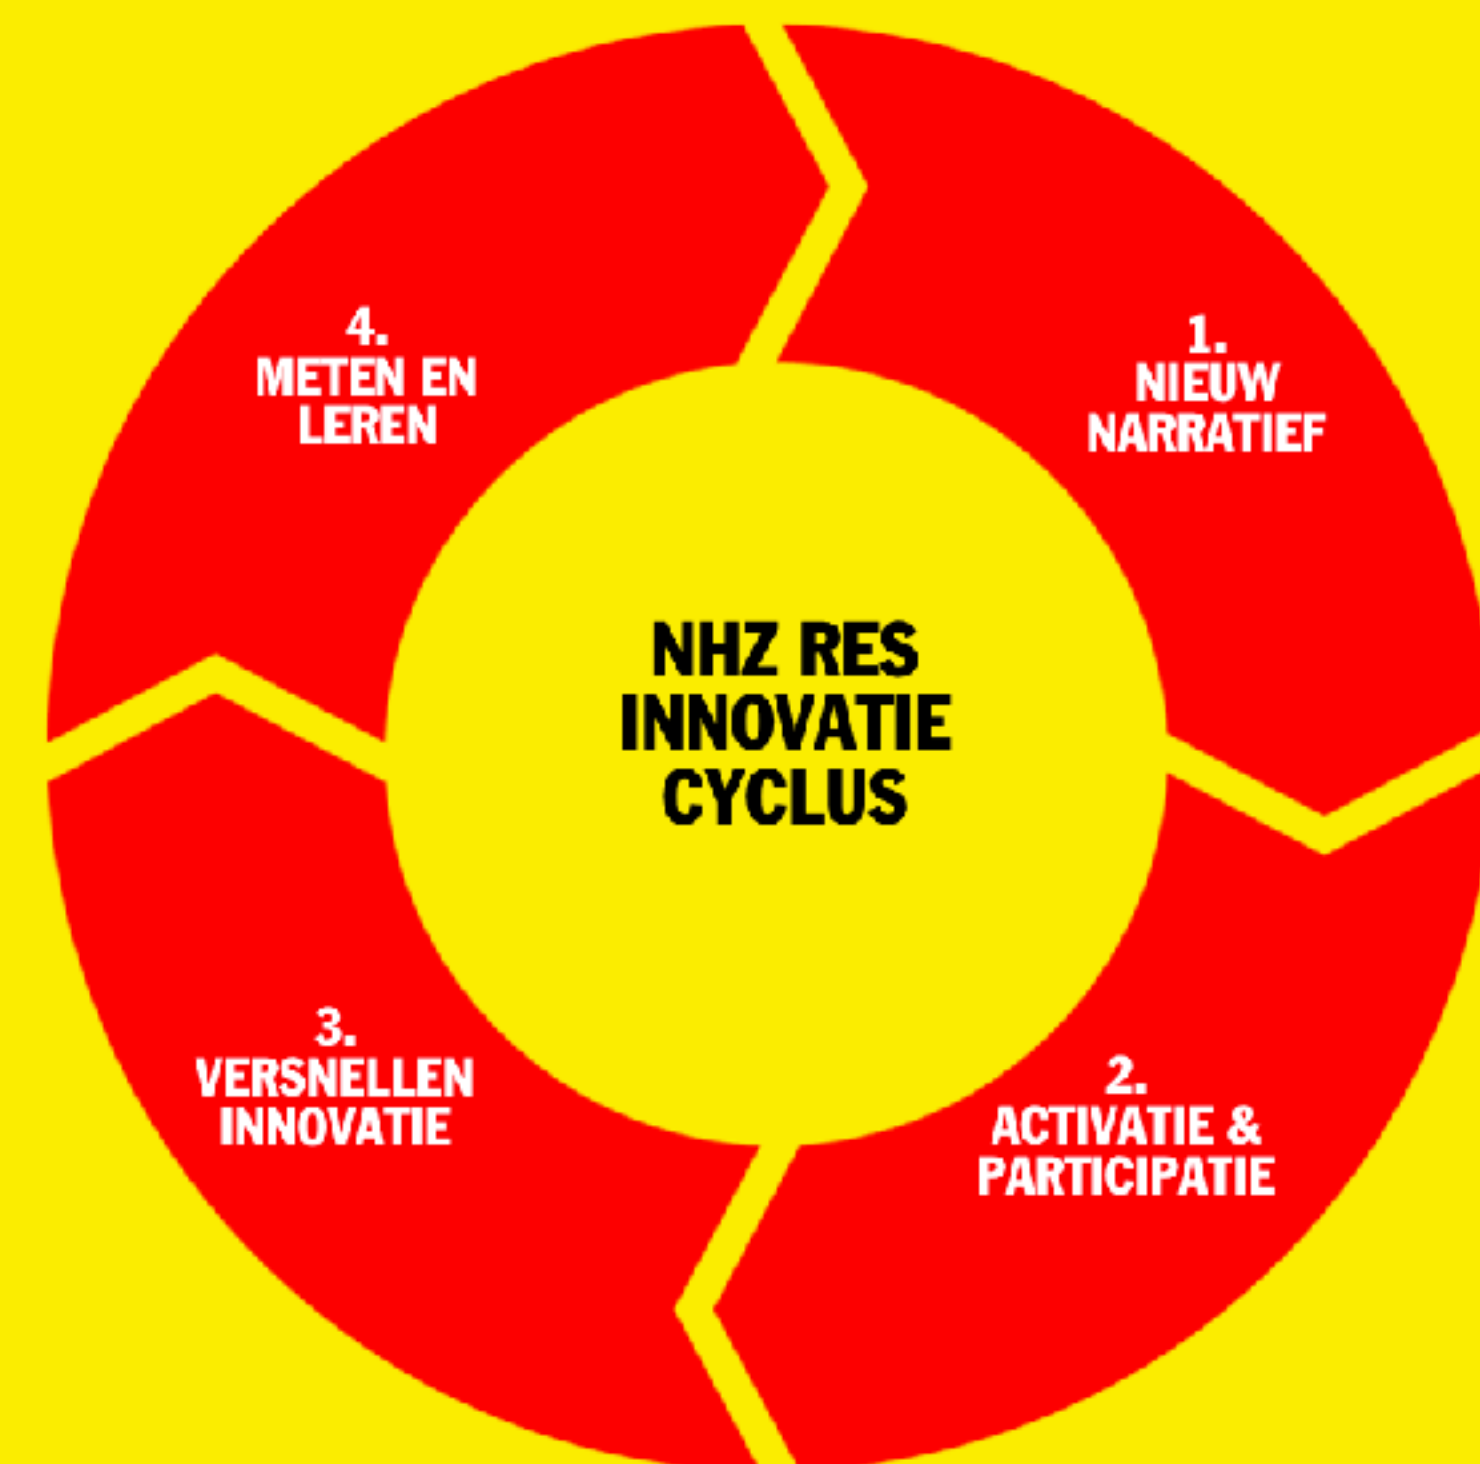 NHZ RES
INNOVATIE
CYCLUS
1.
NIEUW
NARRATIEF
2.
ACTIVATIE &
PARTICIPATIE
3.
VERSNELLEN
INNOVATIE
4.
METEN EN
LEREN